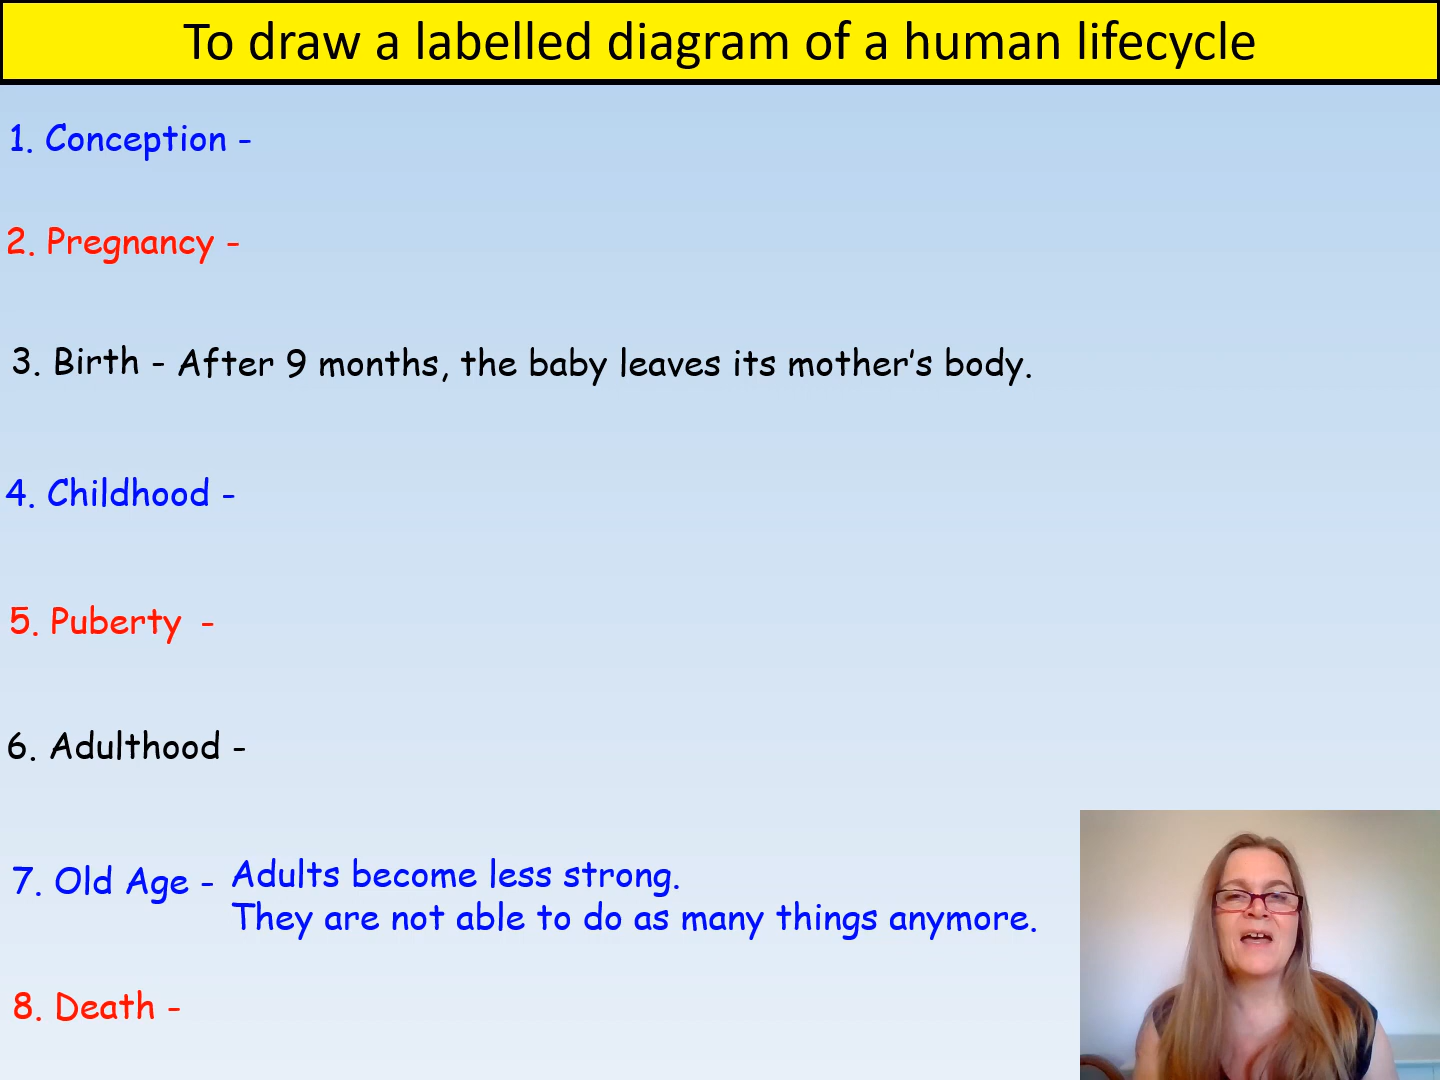 To draw a labelled diagram of a human lifecycle
1. Conception -
2. Pregnancy -
3. Birth - After 9 months, the baby leaves its mother's body.
4. Childhood -
5. Puberty -
6. Adulthood -
7. Old Age - Adults become less strong.
They are not able to do as many things anymore.
8. Death -